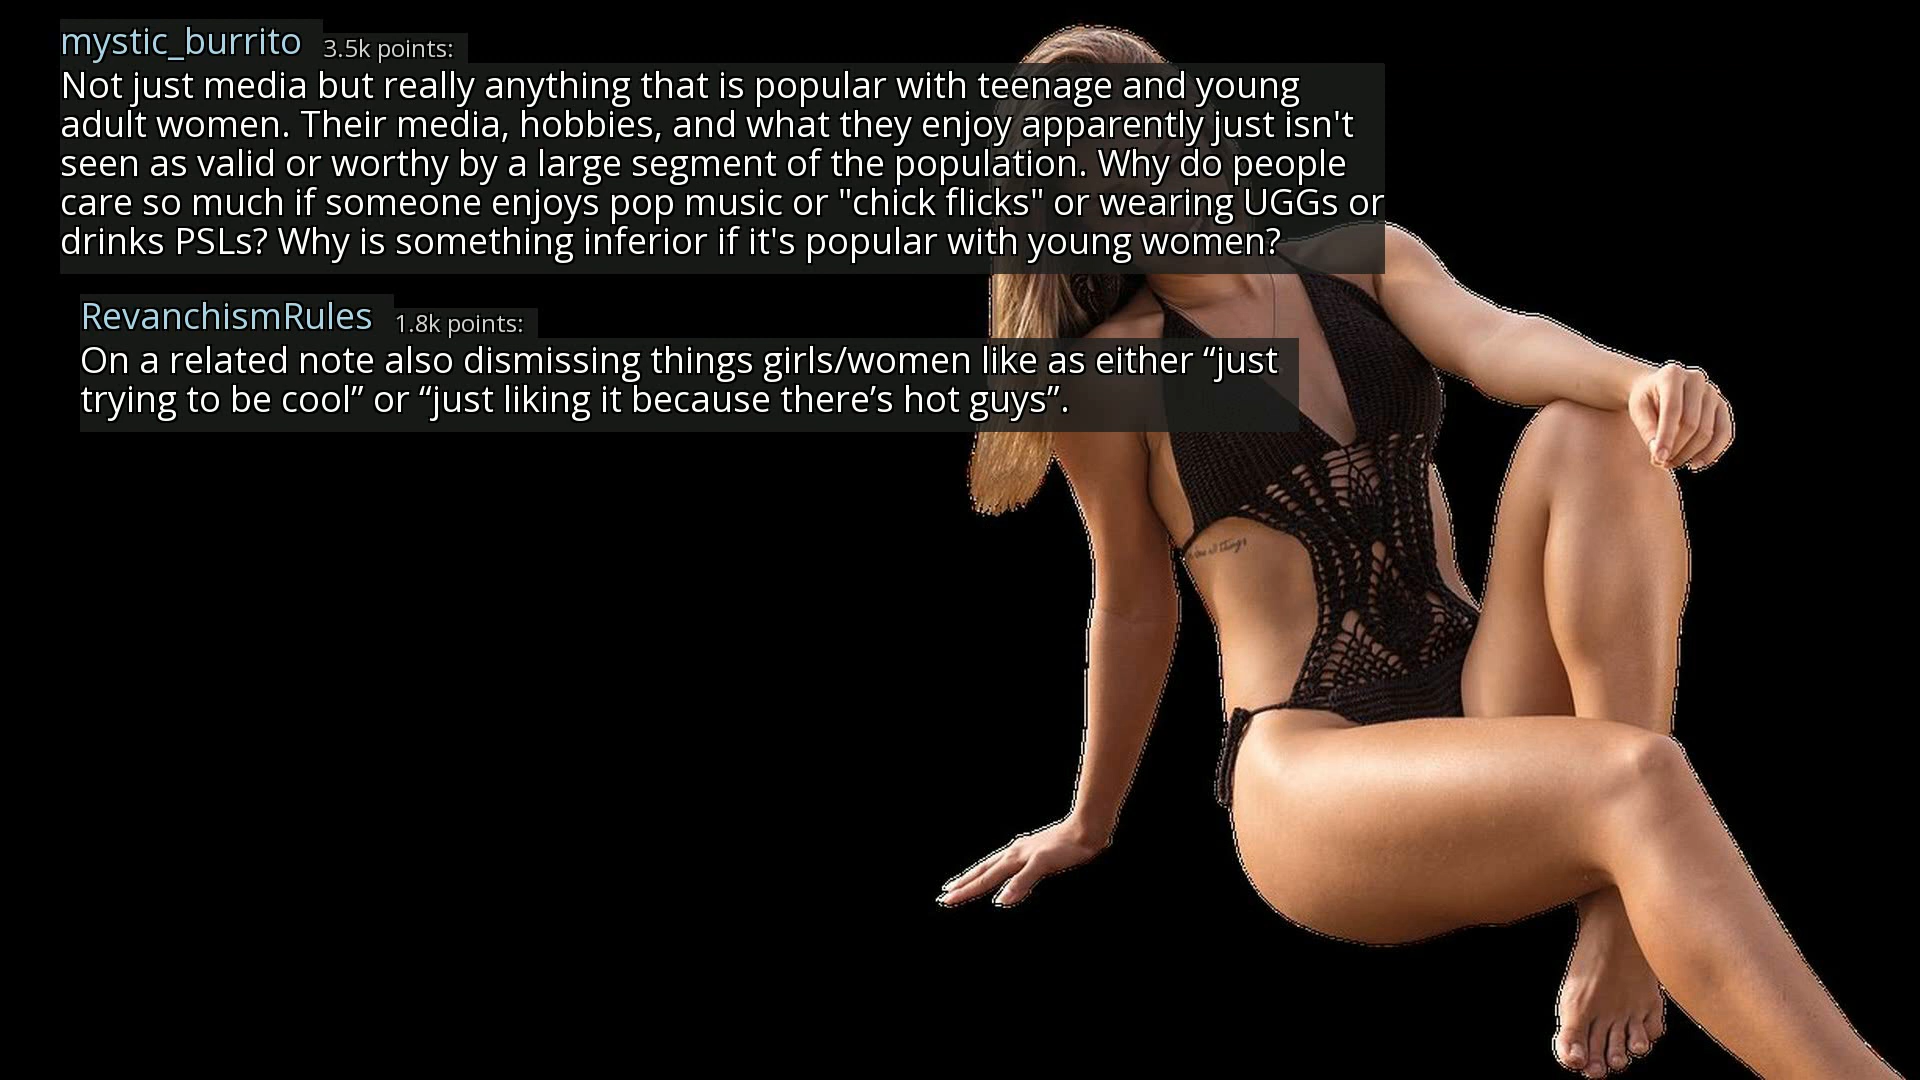 mystic_burrito 3.5k points:
Not just media but really anything that is popular with teenage and young
adult women. Their media, hobbies, and what they enjoy apparently just isn't
seen as valid or worthy by a large segment of the population. Why do people
care so much if someone enjoys pop music or "chick flicks" or wearing UGGs or
drinks PSLs? Why is something inferior if it's popular with young women?
RevanchismRules 1.8k points:
On a related note also dismissing things girls/women like as either “just
trying to be cool” or “just liking it because there’s hot guys”.
all things